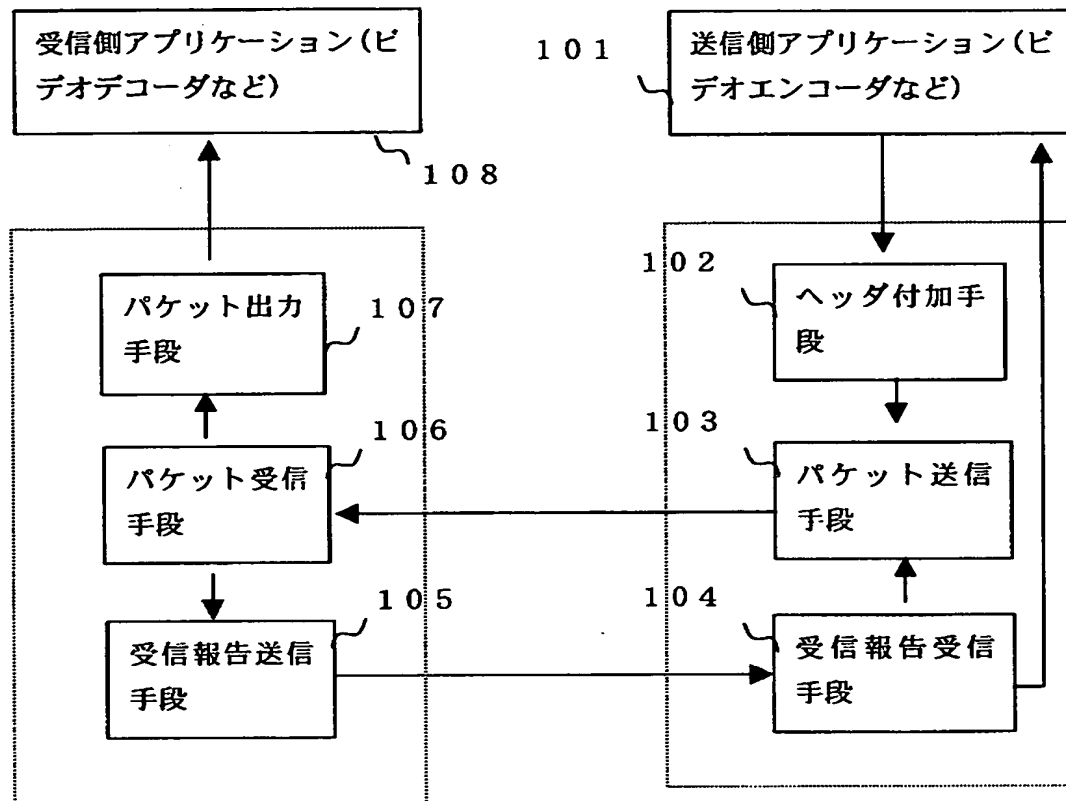 受信側アプリケーション(ビ
デオデコーダなど)
108
101
送信側アプリケーション(ビ
デオエンコーダなど)
パケット出力
手段
107
102
ヘッダ付加手
段
パケット受信
手段
106
103
パケット送信
手段
受信報告送信
手段
105
104
受信報告受信
手段